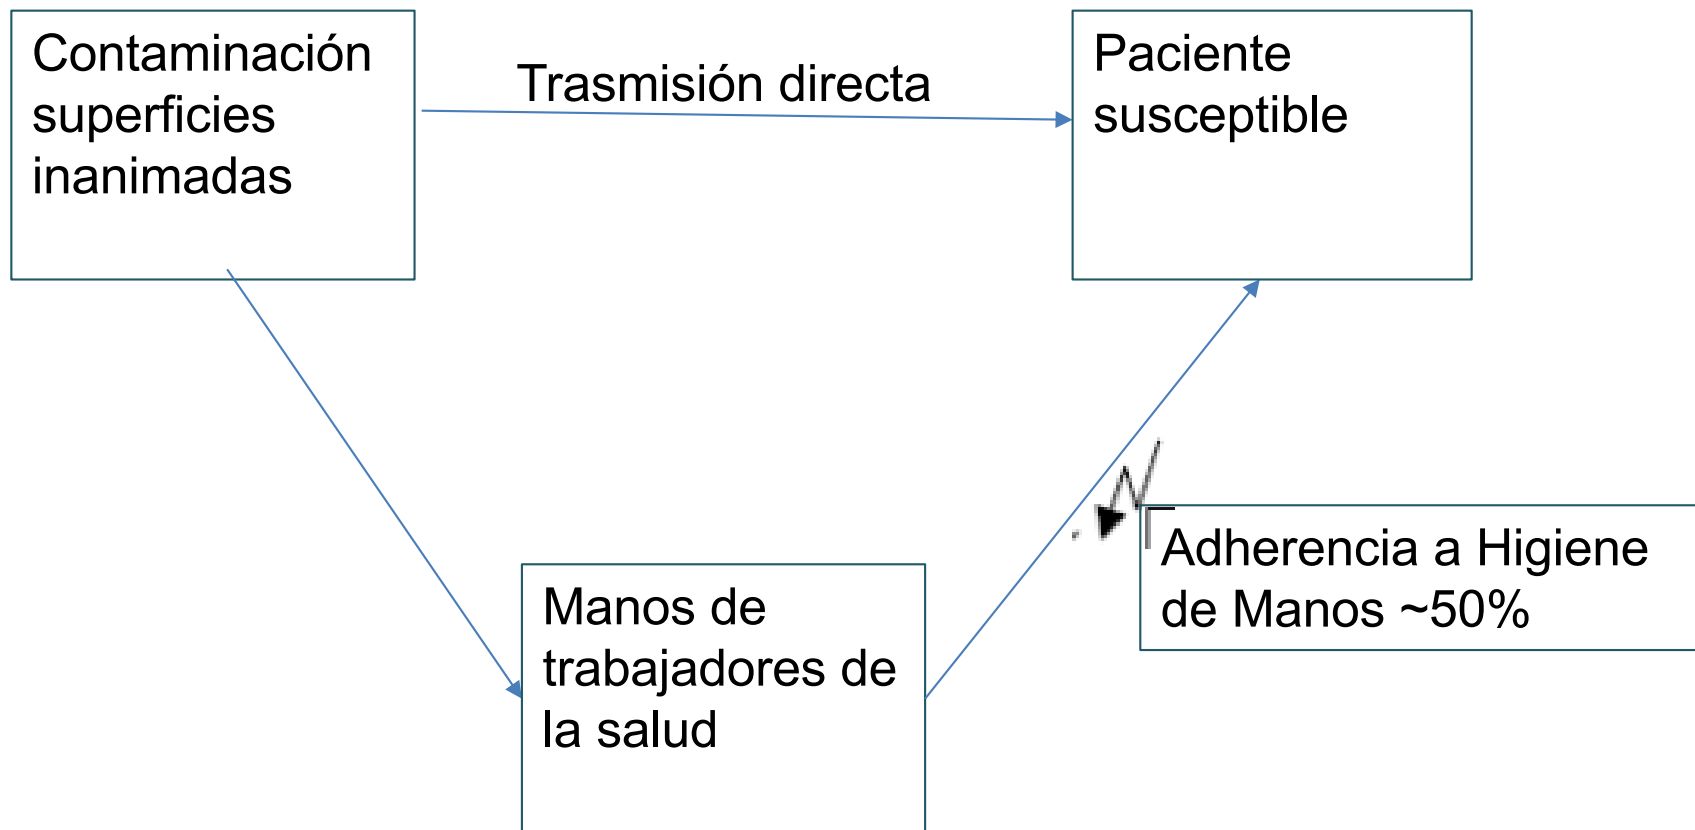 Contaminación
superficies
inanimadas
Trasmisión directa
Paciente
susceptible
Manos de
trabajadores de
la salud
Adherencia a Higiene
de Manos ~50%